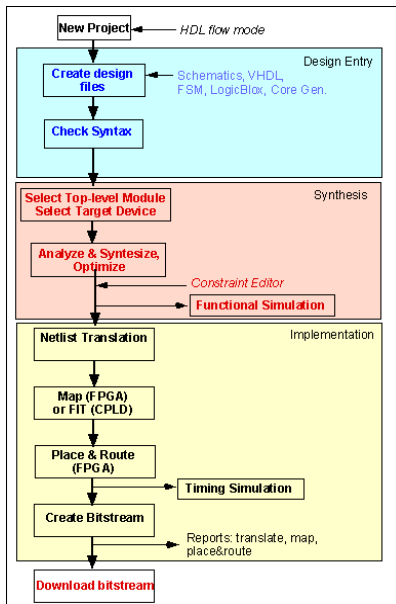 New Project
HDL flow mode
Design Entry
Create design
files
Schematics, VHDL,
FSM, LogicBlox, Core Gen.
Check Syntax
Synthesis
Select Top-level Module
Select Target Device
Analyze & Syntesize,
Optimize
Constraint Editor
Functional Simulation
Implementation
Netlist Translation
Map (FPGA)
or FIT (CPLD)
Place & Route
(FPGA)
Timing Simulation
Create Bitstream
Reports: translate, map,
place&route
Download bitstream